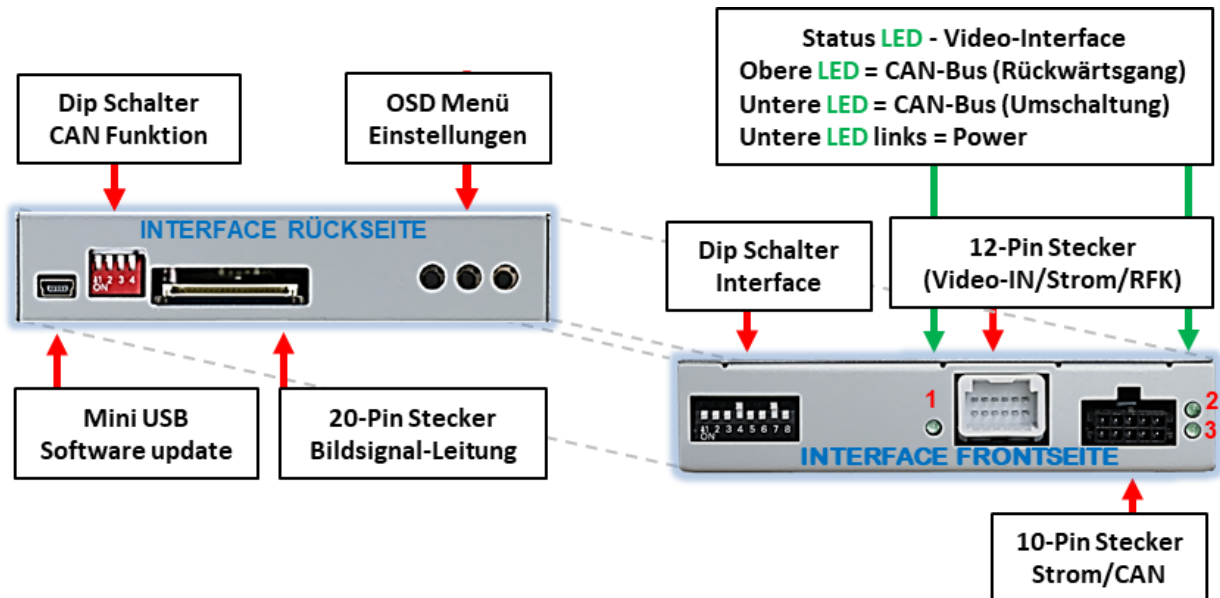 Status LED - Video-Interface
Obere LED = CAN-Bus (Rückwärtsgang)
Untere LED = CAN-Bus (Umschaltung)
Untere LED links = Power
Dip Schalter
CAN Funktion
OSD Menü
Einstellungen
INTERFACE RÜCKSEITE
1 2 3 4
ON
Dip Schalter
Interface
12-Pin Stecker
(Video-IN/Strom/RFK)
Mini USB
Software update
20-Pin Stecker
Bildsignal-Leitung
1
2
3
1 2 3 4 5 6 7 8
ON
INTERFACE FRONTSEITE
10-Pin Stecker
Strom/CAN